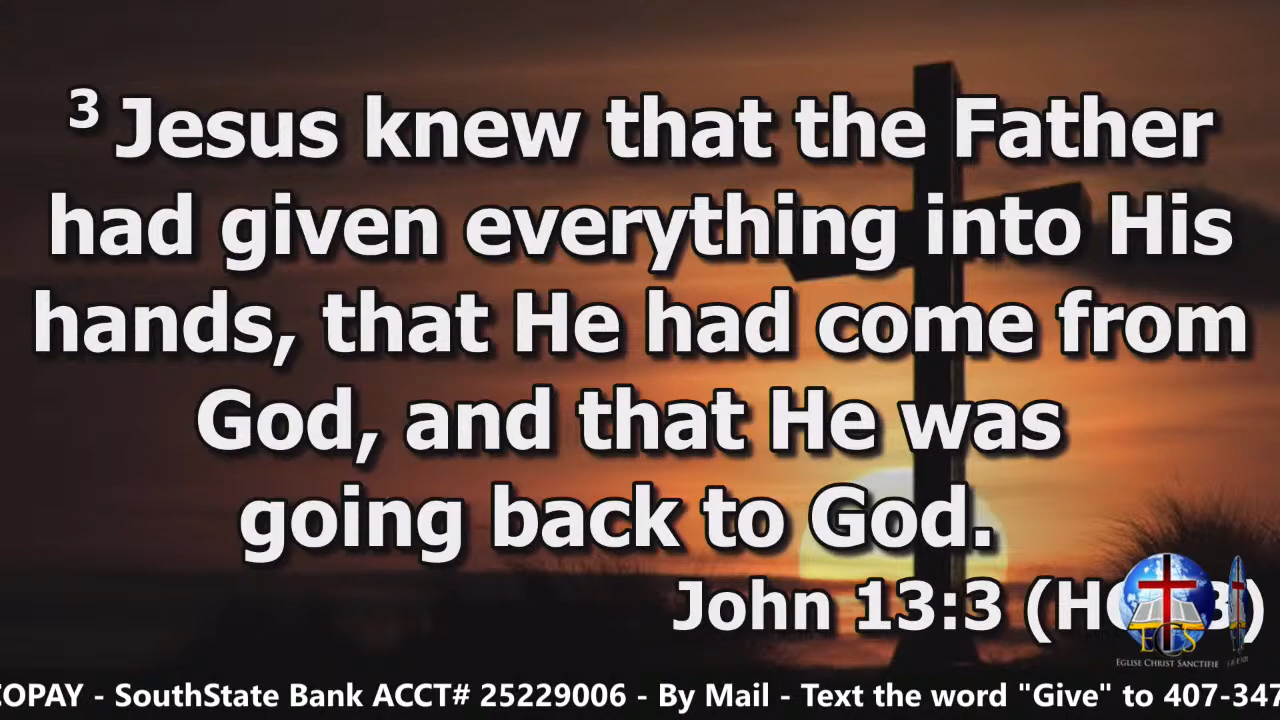 3 Jesus knew that the Father
had given everything into His
hands, that He had come from
God, and that He was
going back to God.
John 13:3
ECS
EGLISE CHRIST SANCTIFIE
COPAY - SouthState Bank ACCT# 25229006 - By Mail - Text the word "Give" to 407-347